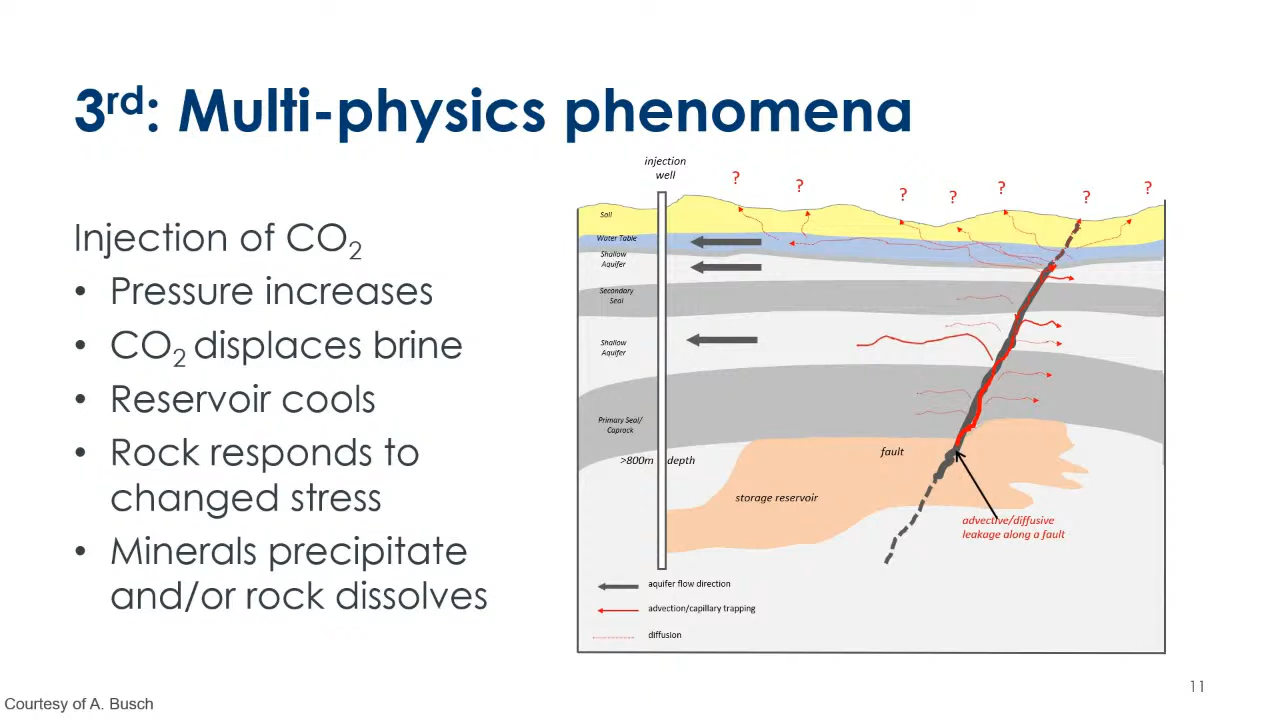 3rd: Multi-physics phenomena
Injection of CO2
• Pressure increases
• CO2 displaces brine
• Reservoir cools
• Rock responds to
changed stress
• Minerals precipitate
and/or rock dissolves
injection
well
? ? ? ? ? ? ?
Soil
Water Table
Shallow
Aquifer
Secondary
Seal
Shallow
Aquifer
Primary Seal/
Caprock
>800m depth
fault
storage reservoir
advective/diffusive
leakage along a fault
aquifer flow direction
advection/capillary trapping
diffusion
11
Courtesy of A. Busch